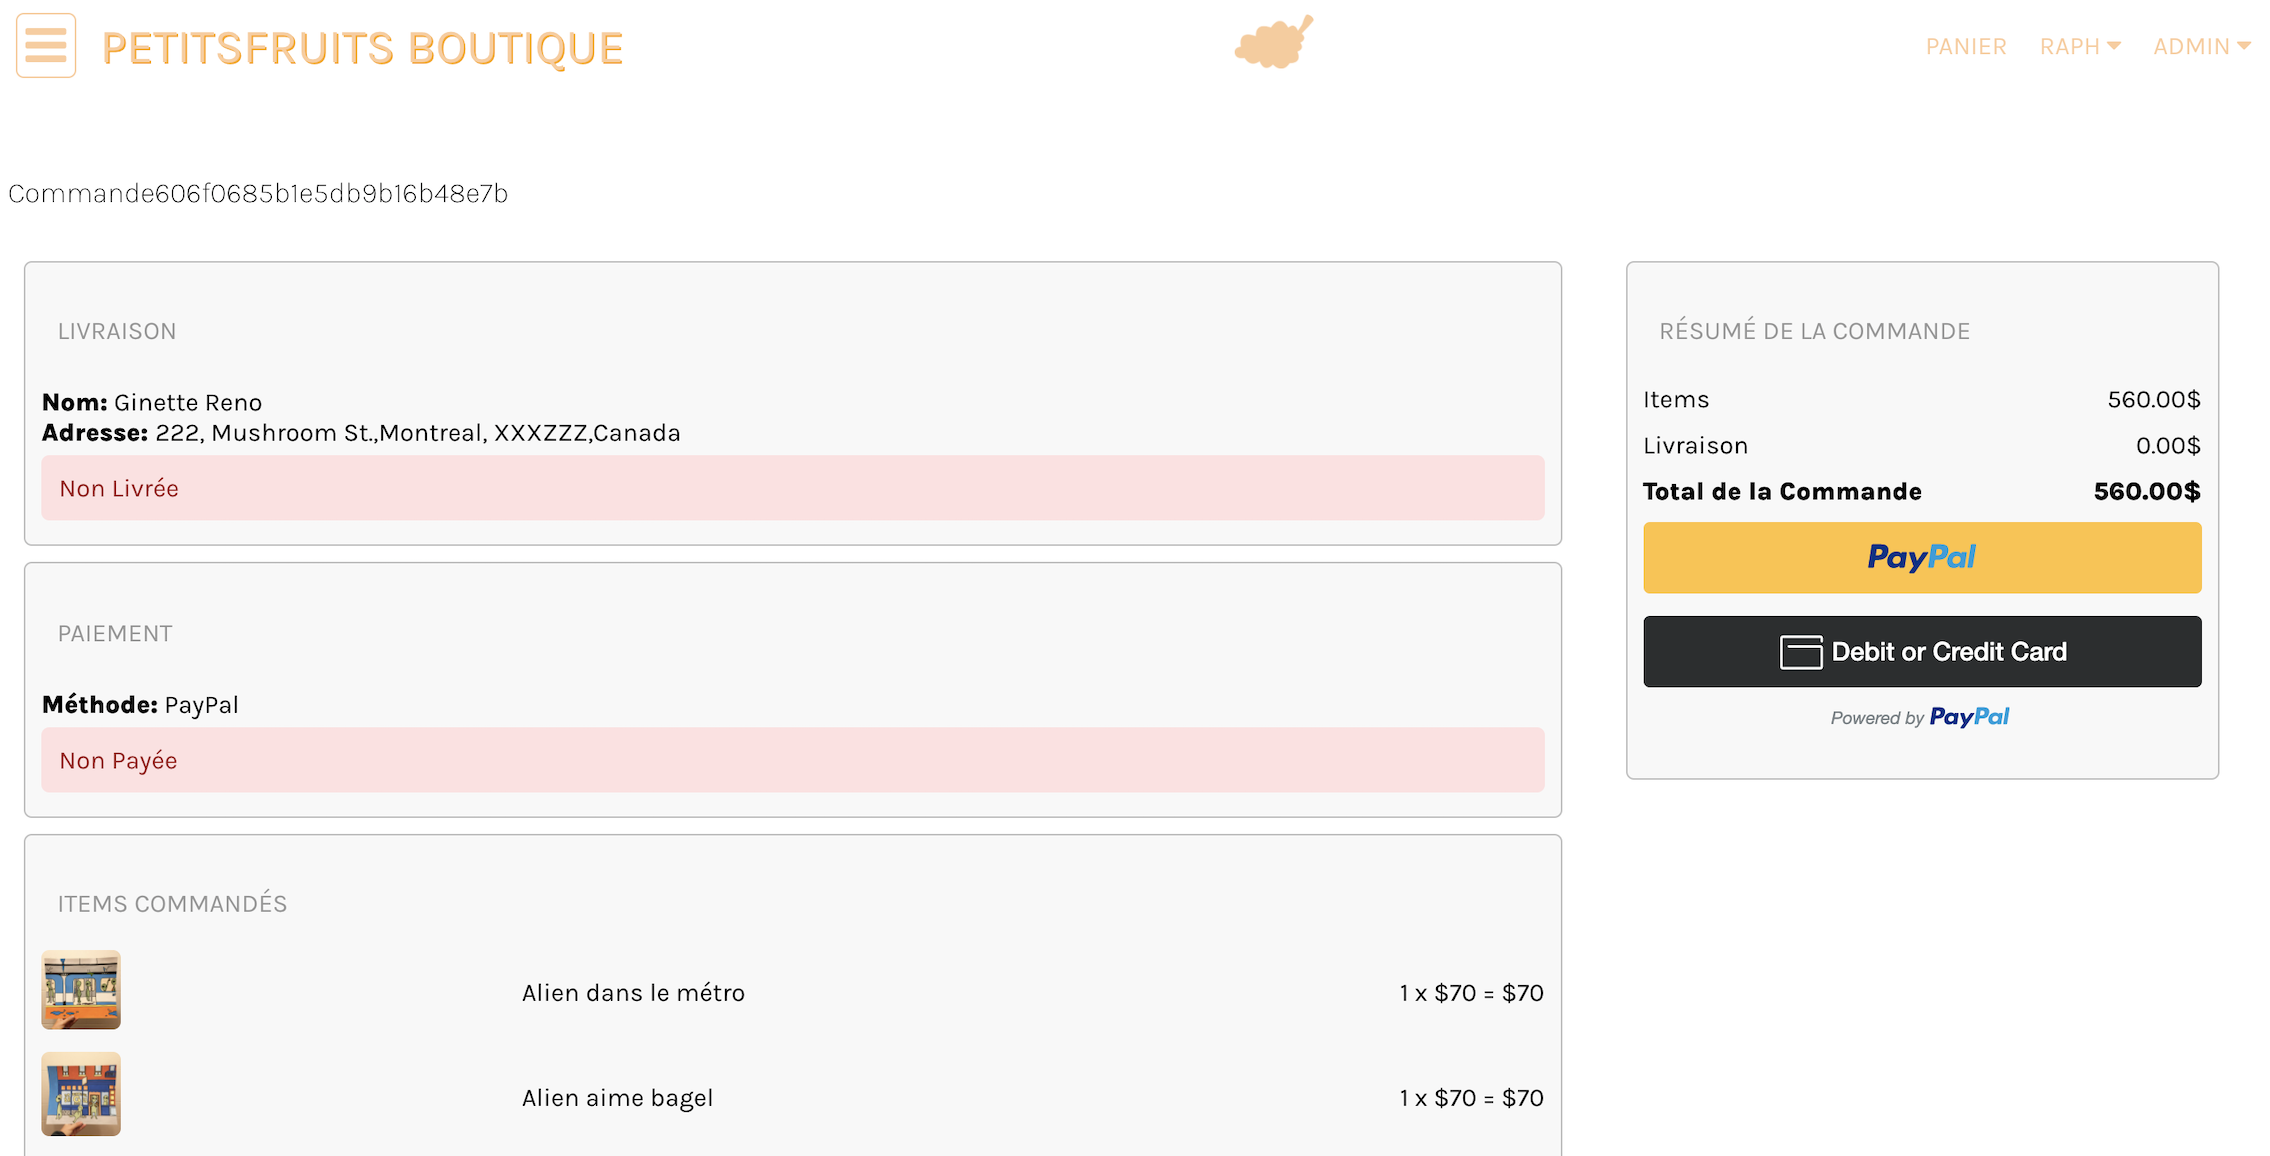 PETITSFRUITS BOUTIQUE
PANIER RAPH ADMIN
Commande606f0685b1e5db9b16b48e7b
LIVRAISON
Nom: Ginette Reno
Adresse: 222, Mushroom St.,Montreal, XXXZZZ,Canada
Non Livrée
PAIEMENT
Méthode: PayPal
Non Payée
ITEMS COMMANDÉS
Alien dans le métro 1 x $70 = $70
Alien aime bagel 1 x $70 = $70
RÉSUMÉ DE LA COMMANDE
Items 560.00$
Livraison 0.00$
Total de la Commande 560.00$
PayPal
Debit or Credit Card
Powered by PayPal